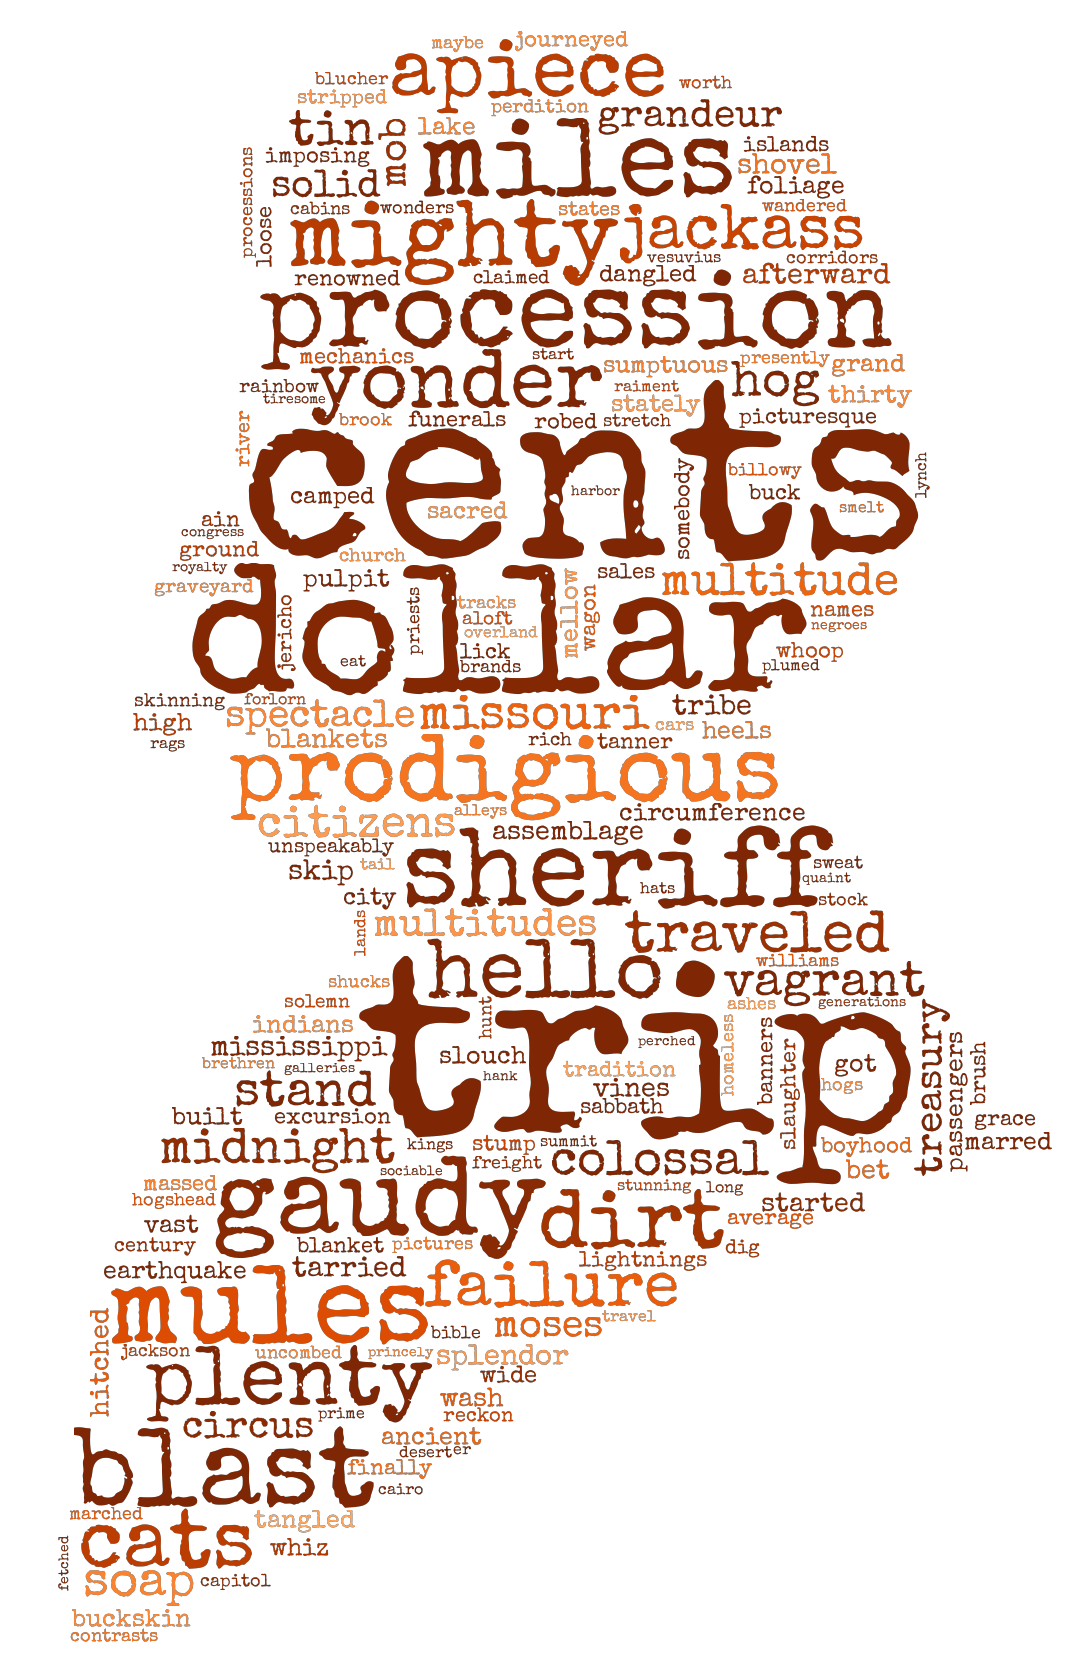 maybe journeyed
blucher apiece worth
stripped perdition
tin mob lake grandeur
imposing miles islands
processions solid shovel
foliage
loose cabins wonders states wandered
mighty jackass
vesuvius corridors
renowned claimed dangled afterward
procession
mechanics start sumptuous presently grand
rainbow yonder raiment hog thirty
tiresome stately
river brook funerals robed stretch picturesque
cents
camped harbor somebody billowy lynch
sacred buck
ain smelt
congress
ground church
royalty pulpit sales multitude
graveyard
dollar
jericho priests tracks mellow wagon names
aloft negroes
overland
eat lick whoop
brands plumed
skinning forlorn tribe
high spectacle missouri cars heels
rags blankets rich tanner
prodigious
citizens alleys circumference
assemblage
unspeakably sheriff sweat
skip tail quaint
city hats stock
lands multitudes traveled
hello williams
shucks vagrant
solemn hunt ashes generations
indians trip treasury
mississippi slouch perched homeless banners slaughter got passengers brush
brethren galleries hank tradition hogs
stand vines
built excursion sabbath grace
midnight kings stump summit colossal boyhood marred
sociable freight bet
massed stunning long
hogshead gaudy dirt started
vast average
century blanket pictures dig
earthquake tarried lightnings
mules failure
hitched bible moses travel
jackson uncombed princely splendor
plenty wide
circus prime wash
reckon
blast ancient
deserter
finally
cairo
marched tangled
fetched cats whiz
soap capitol
buckskin
contrasts